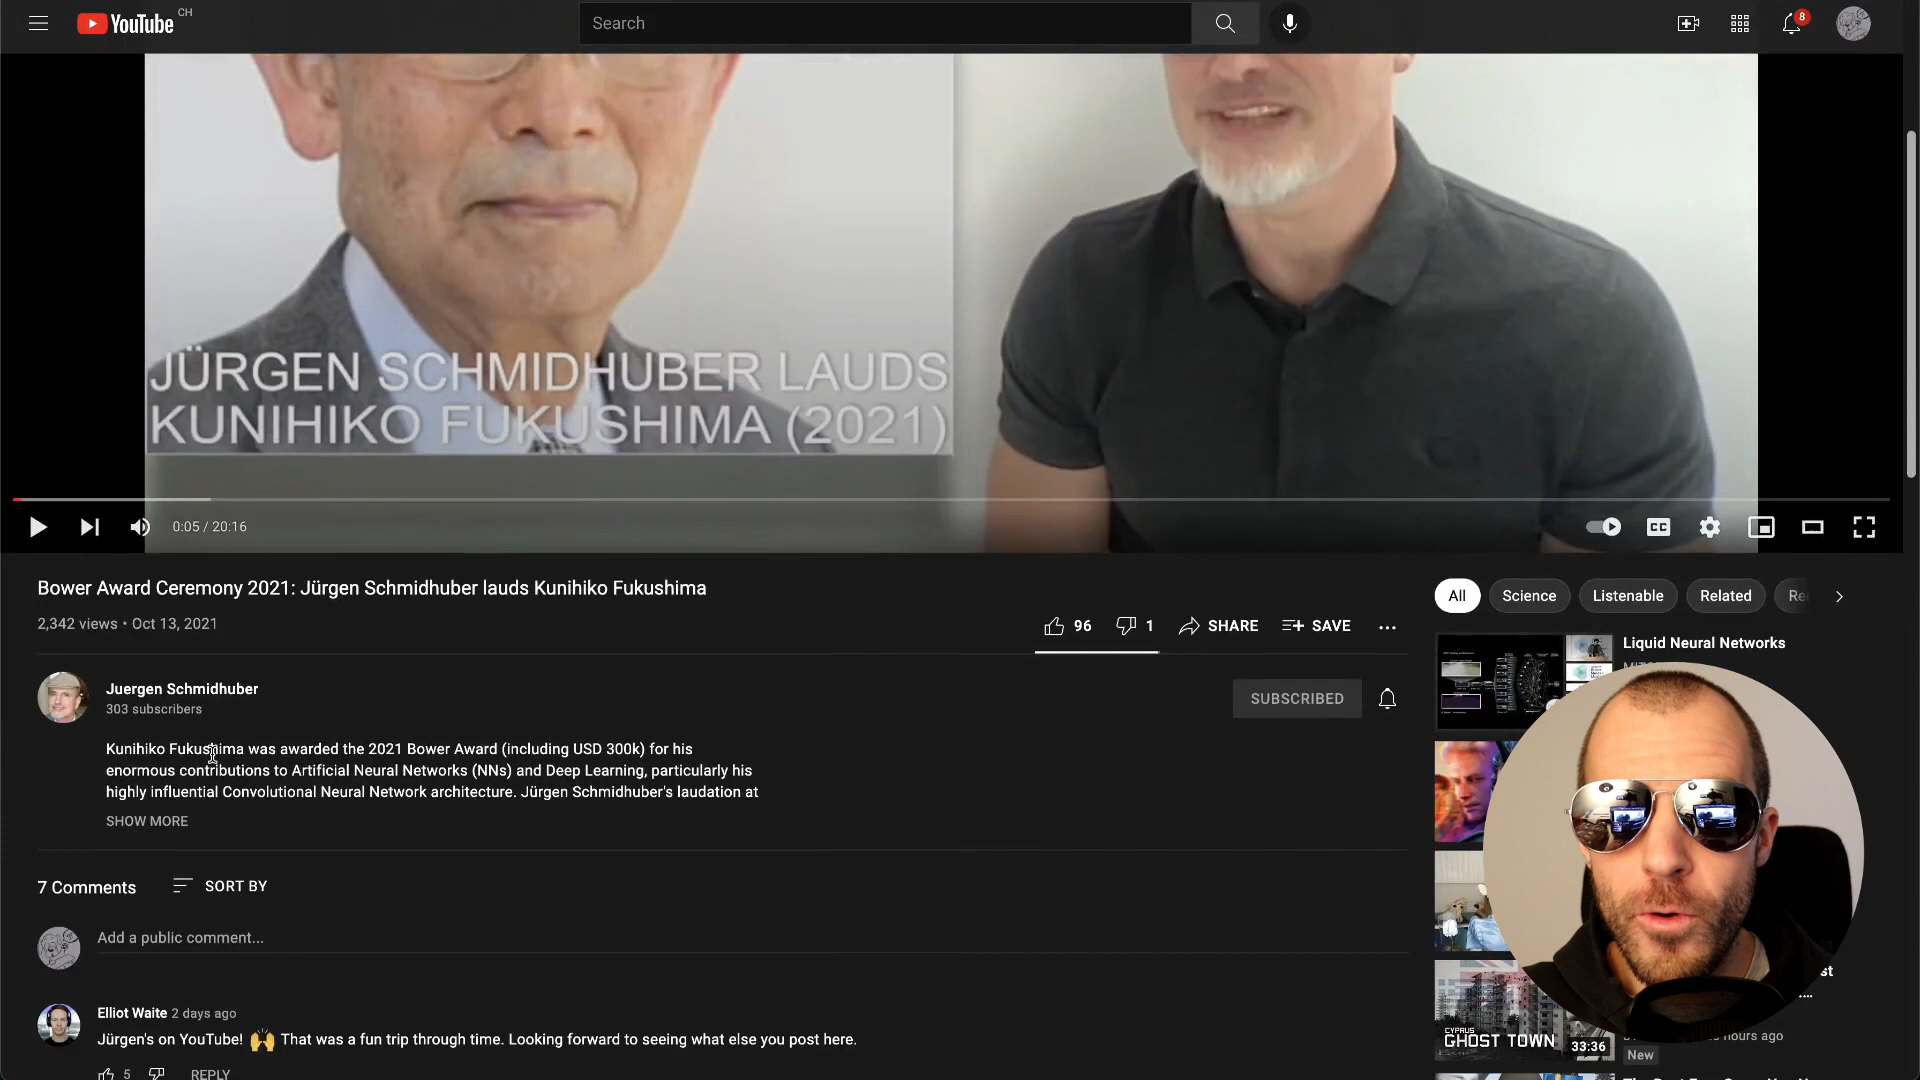 YouTube CH
Search
8
JÜRGEN SCHMIDHUBER LAUDS
KUNIHIKO FUKUSHIMA (2021)
0:05 / 20:16
CC
Bower Award Ceremony 2021: Jürgen Schmidhuber lauds Kunihiko Fukushima
2,342 views • Oct 13, 2021
96 1 SHARE SAVE
Juergen Schmidhuber
303 subscribers
SUBSCRIBED
Kunihiko Fukushima was awarded the 2021 Bower Award (including USD 300k) for his
enormous contributions to Artificial Neural Networks (NNs) and Deep Learning, particularly his
highly influential Convolutional Neural Network architecture. Jürgen Schmidhuber's laudation at
SHOW MORE
7 Comments SORT BY
Add a public comment...
Elliot Waite 2 days ago
Jürgen's on YouTube! 🙌 That was a fun trip through time. Looking forward to seeing what else you post here.
5 REPLY
All Science Listenable Related
Liquid Neural Networks
CYPRUS
GHOST TOWN
33:36
hours ago
New